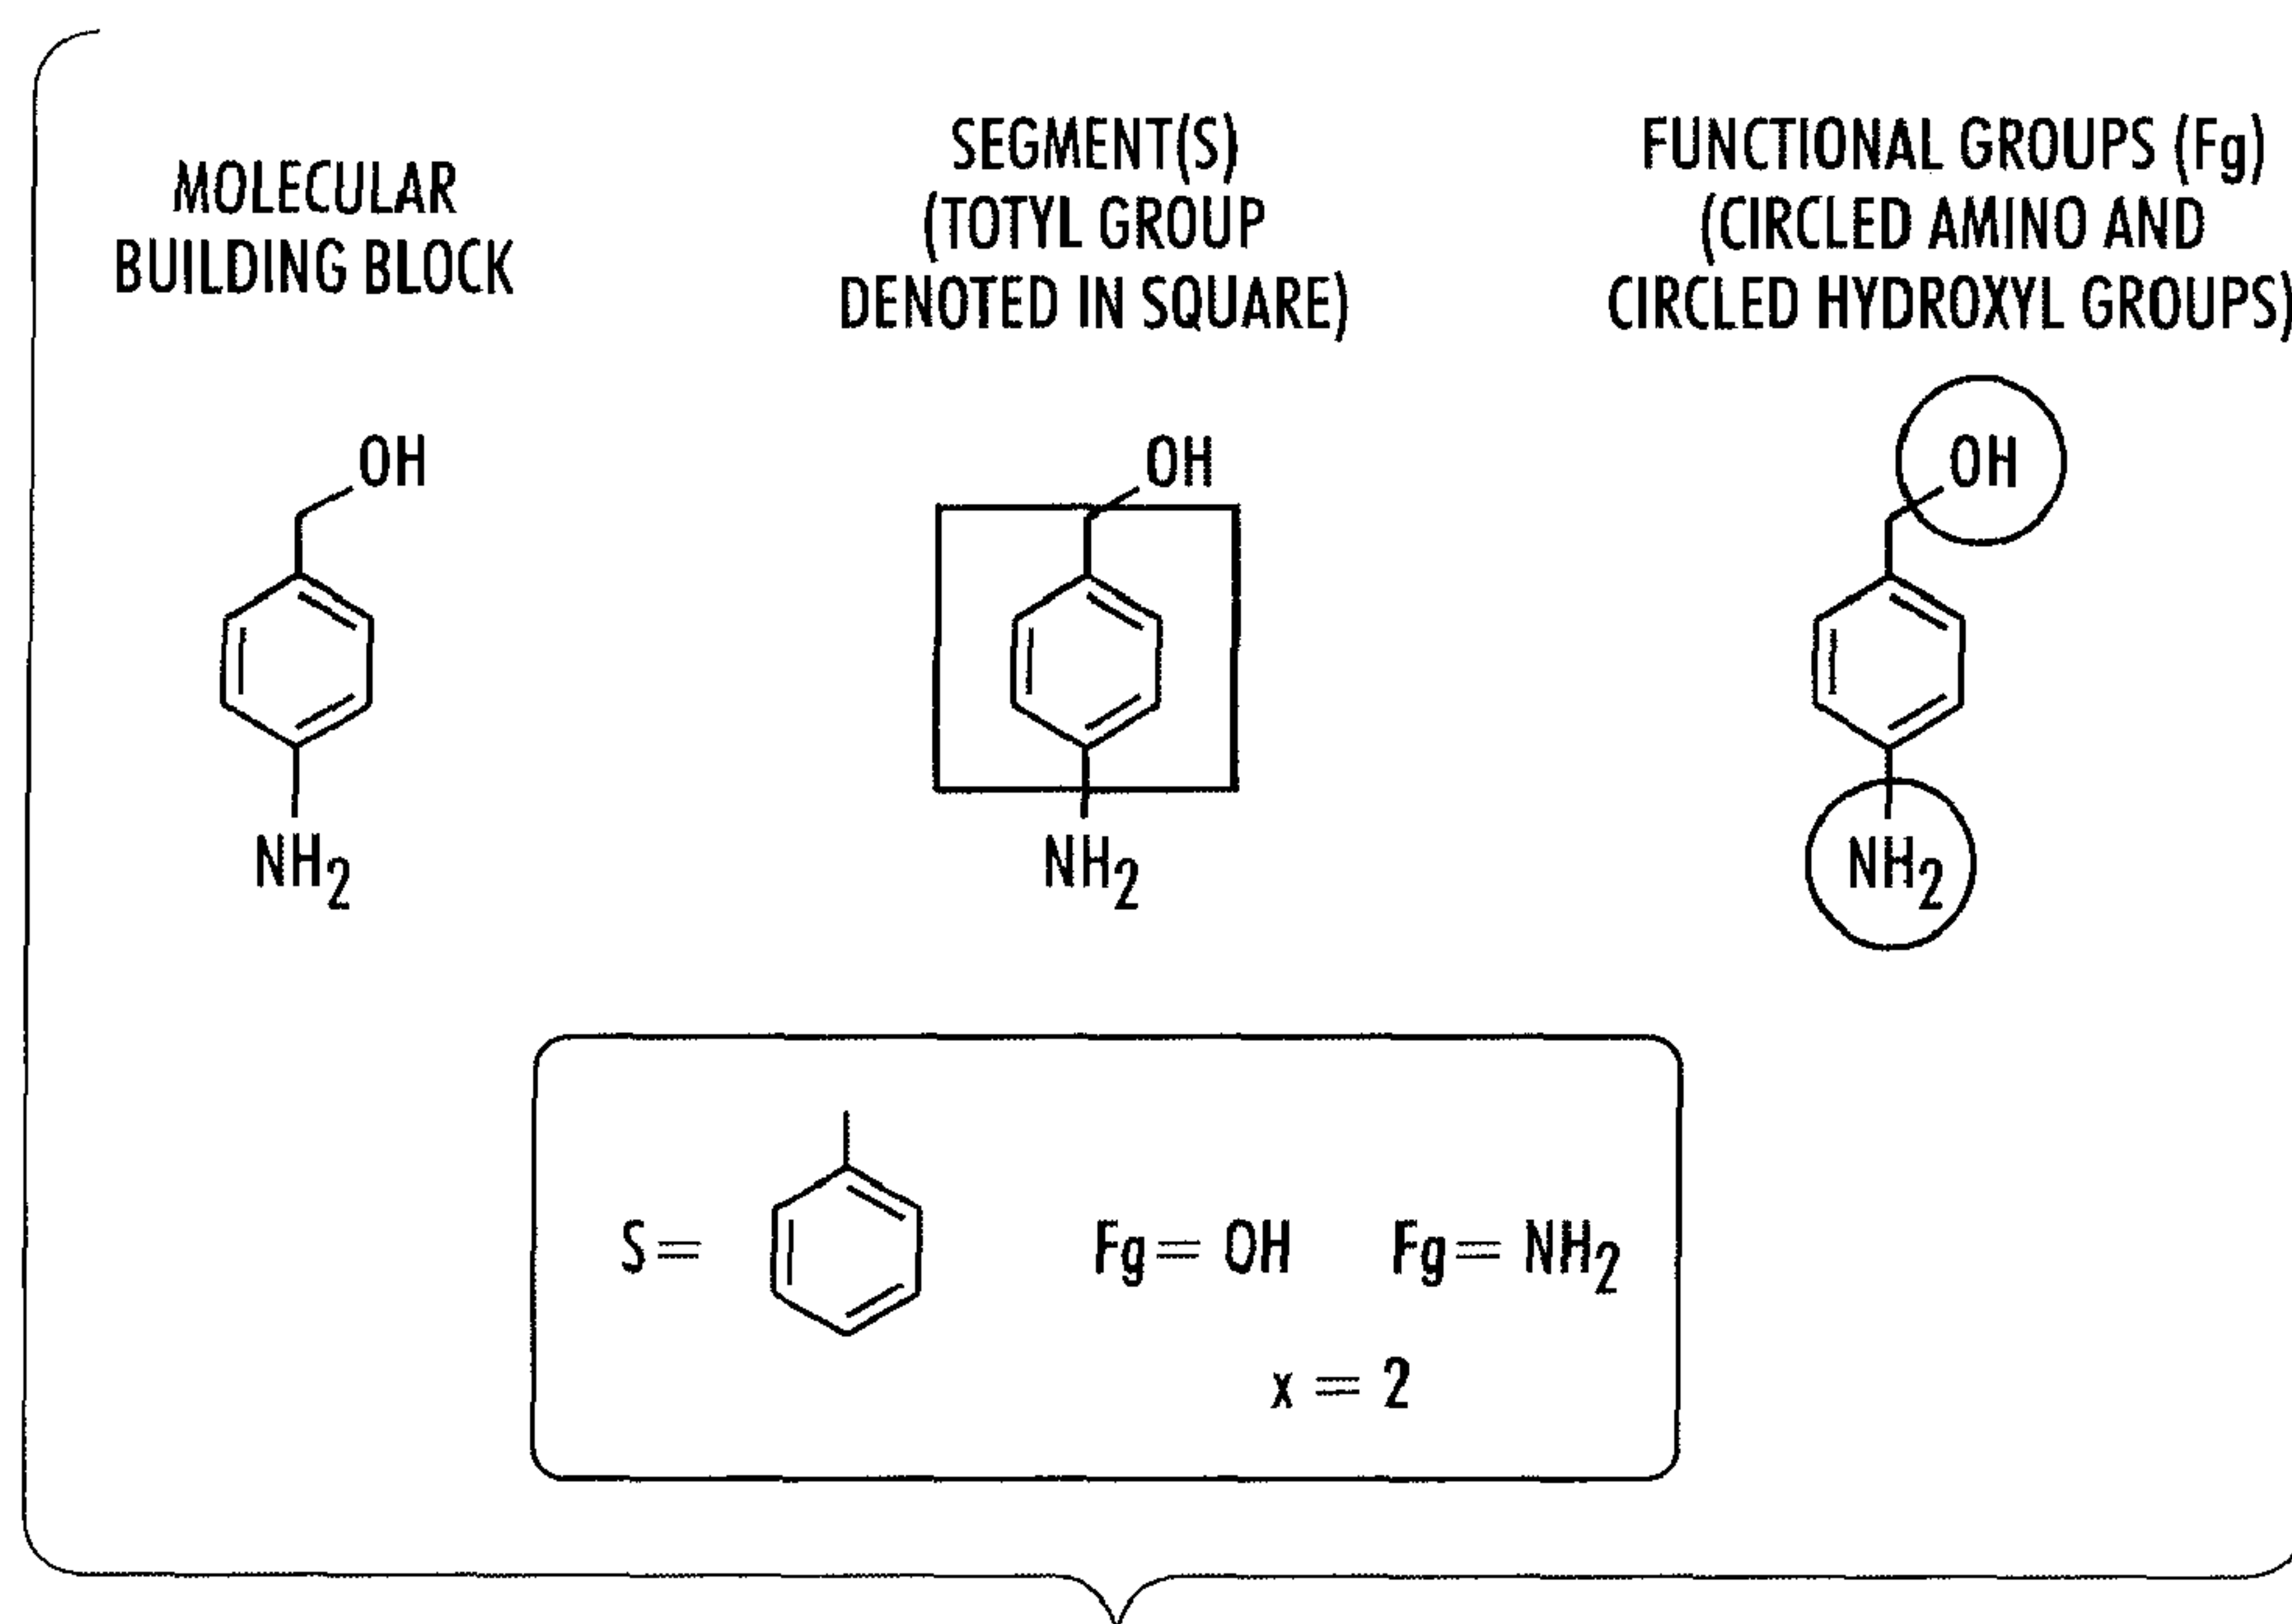 MOLECULAR
BUILDING BLOCK
SEGMENT(S)
(TOTYL GROUP
DENOTED IN SQUARE)
FUNCTIONAL GROUPS (Fg)
(CIRCLED AMINO AND
CIRCLED HYDROXYL GROUPS)
OH
NH2
OH
NH2
OH
NH2
S=
Fg= OH
Fg= NH2
x = 2